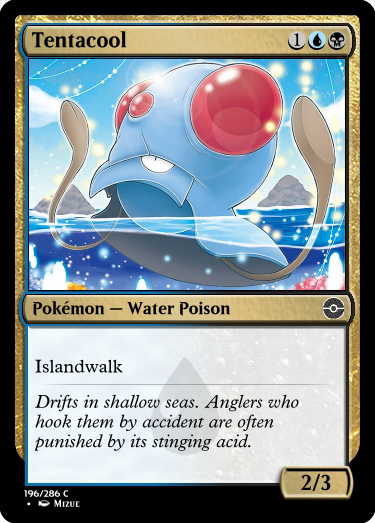 Tentacool 1
Pokémon — Water Poison
Islandwalk
Drifts in shallow seas. Anglers who
hook them by accident are often
punished by its stinging acid.
2/3
196/286 C
• Mizue